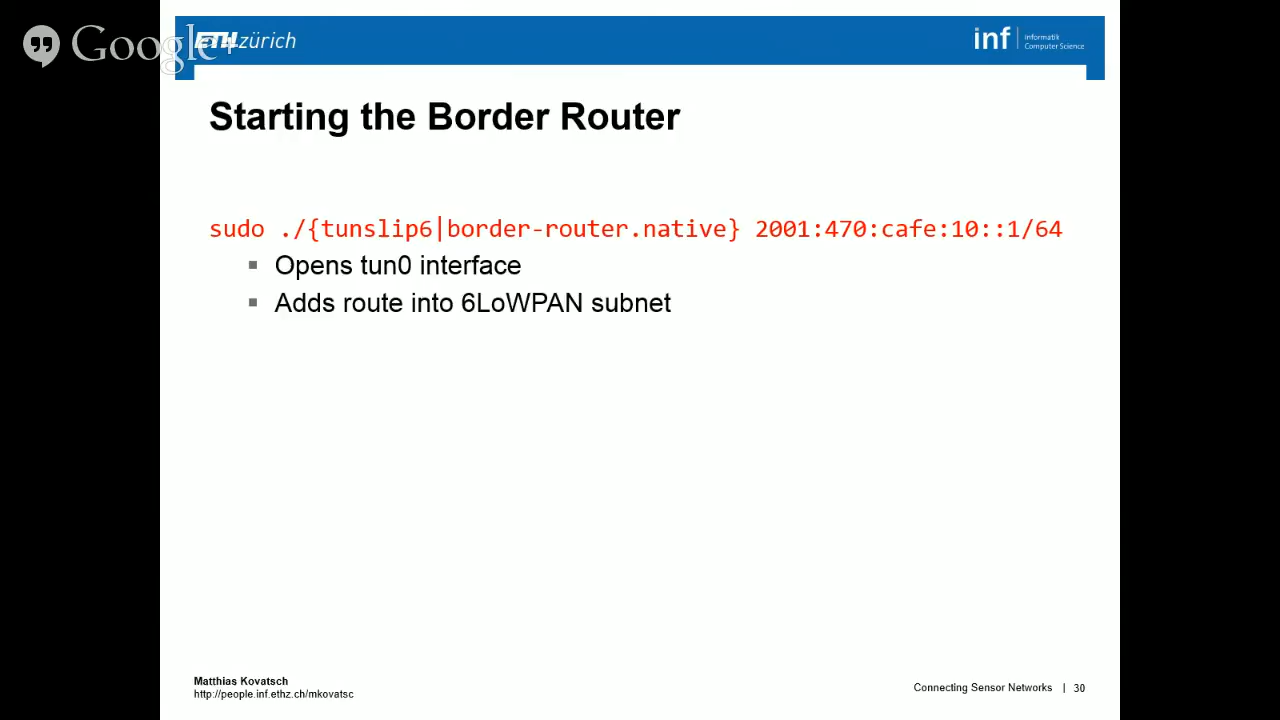 Google+
ETH zürich
inf
Informatik
Computer Science
Starting the Border Router
sudo ./{tunslip6|border-router.native} 2001:470:cafe:10::1/64
Opens tun0 interface
Adds route into 6LoWPAN subnet
Matthias Kovatsch
http://people.inf.ethz.ch/mkovatsc
Connecting Sensor Networks | 30